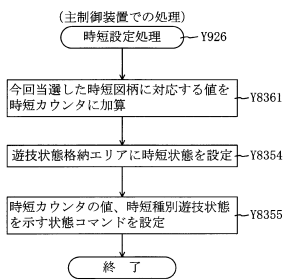 (主制御装置での処理)
時短設定処理
Y926
今回当選した時短図柄に対応する値を
時短カウンタに加算
Y8361
遊技状態格納エリアに時短状態を設定
Y8354
時短カウンタの値、時短種別遊技状態
を示す状態コマンドを設定
Y8355
終 了